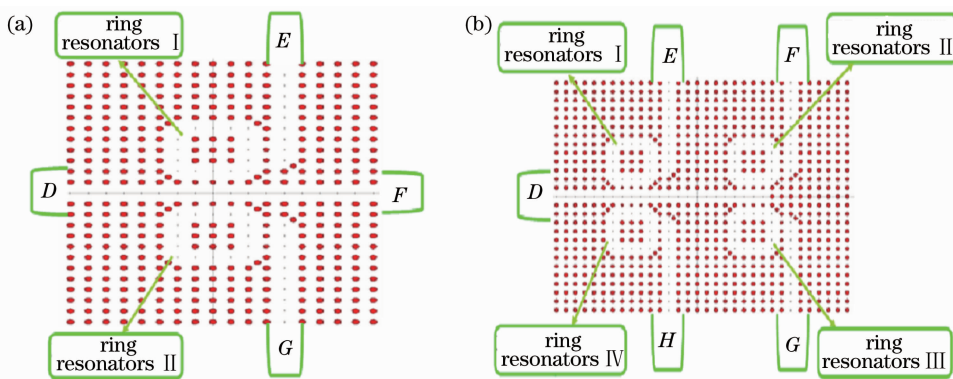 (a)
ring
resonators Ⅰ
E
D
F
ring
resonators Ⅱ
G
(b)
ring
resonators Ⅰ
E
F
ring
resonators Ⅱ
D
ring
resonators Ⅳ
H
G
ring
resonators Ⅲ